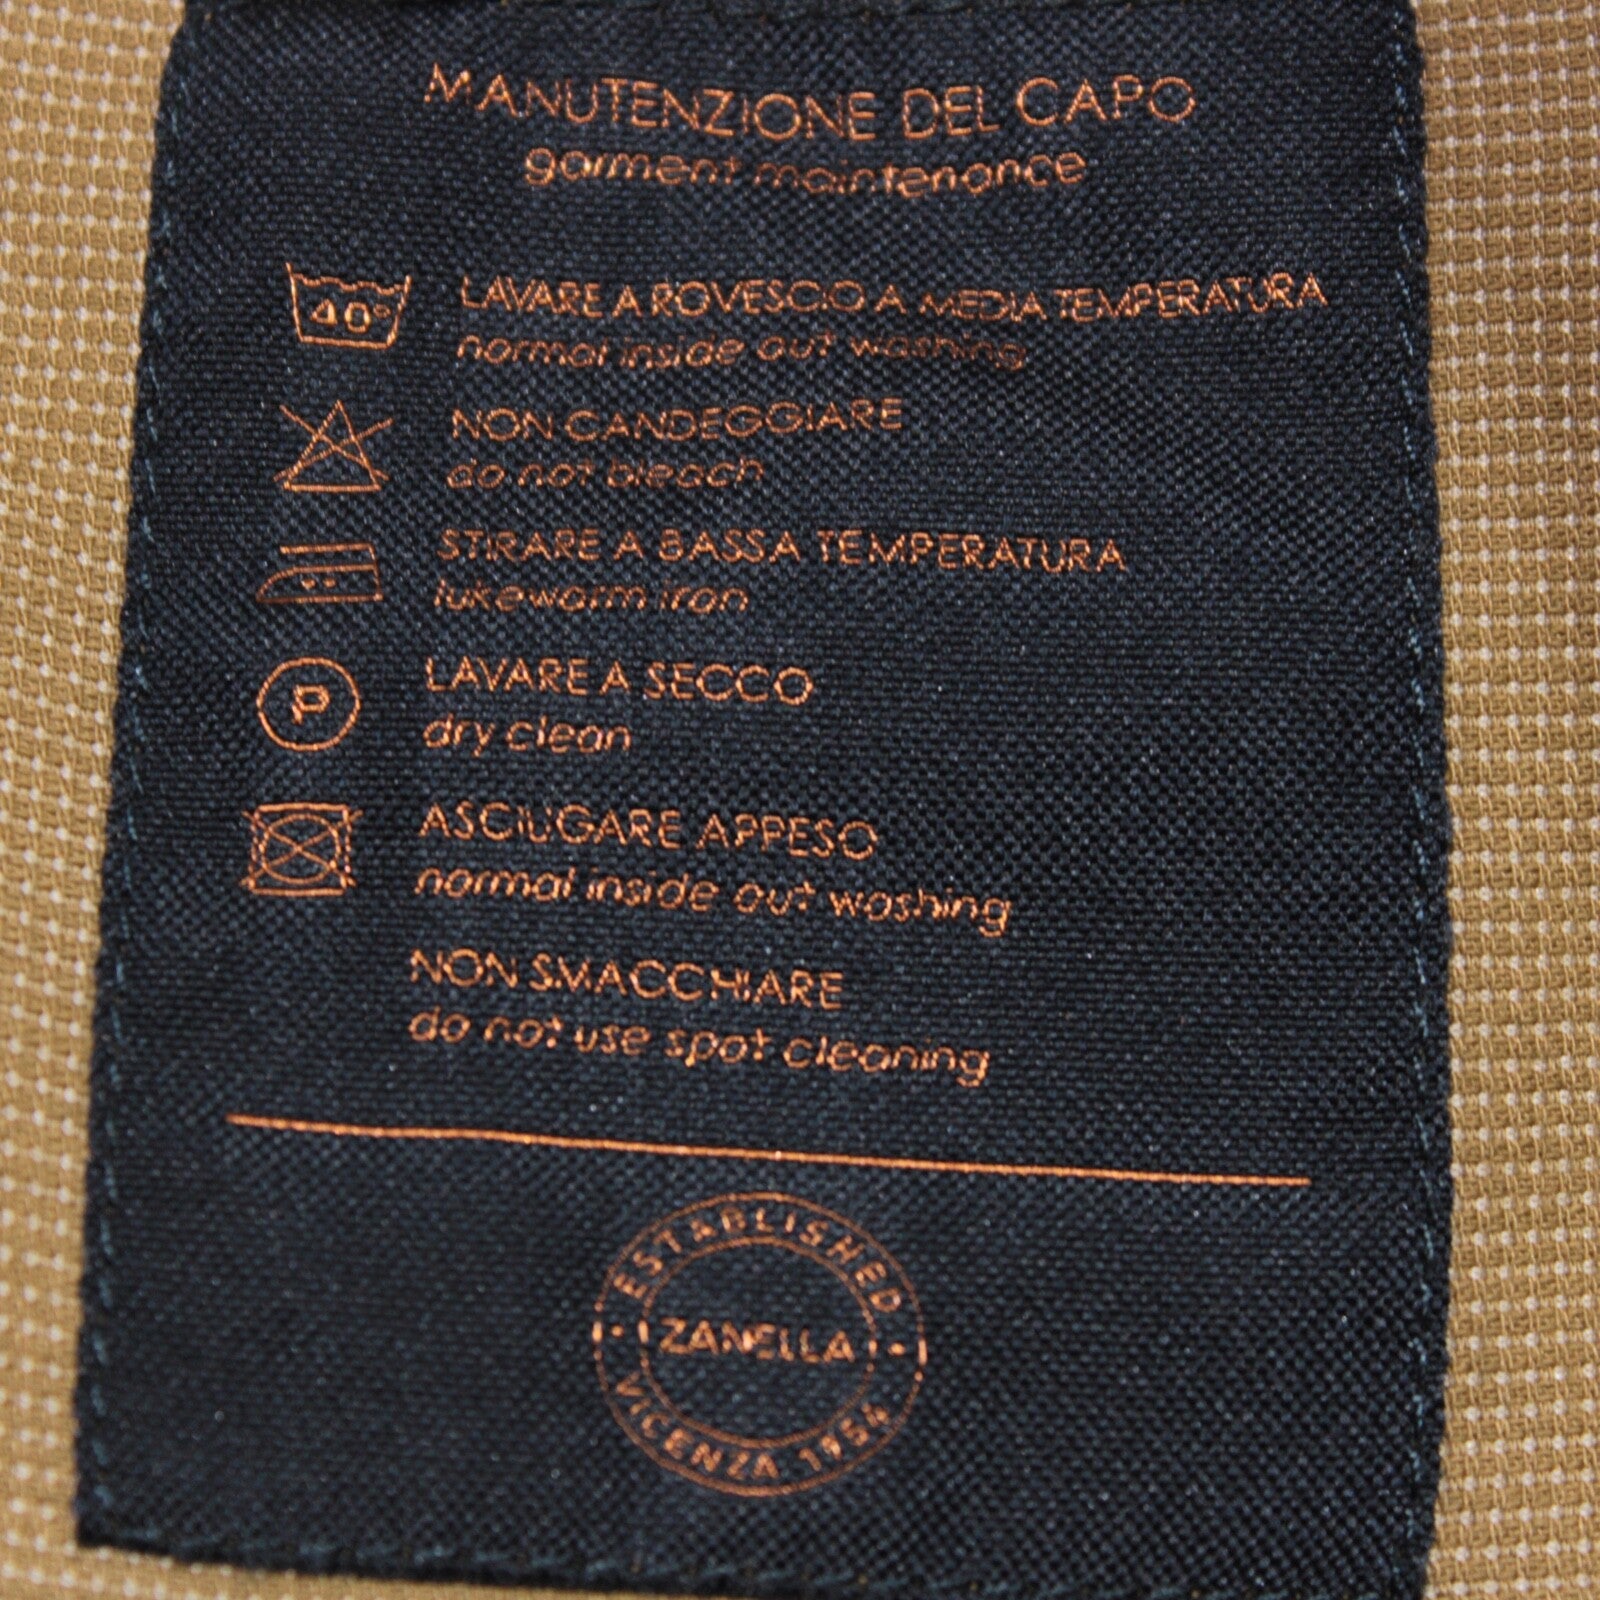 MANUTENZIONE DEL CAPO
garment maintenance
40°
LAVARE A ROVESCIO A MEDIA TEMPERATURA
normal inside out washing
NON CANDEGGIARE
do not bleach
STIRARE A BASSA TEMPERATURA
lukewarm iron
P
LAVARE A SECCO
dry clean
ASCIUGARE APPESO
normal inside out washing
NON SMACCHIARE
do not use spot cleaning
ESTABLISHED
ZANELLA
VICENZA 1954